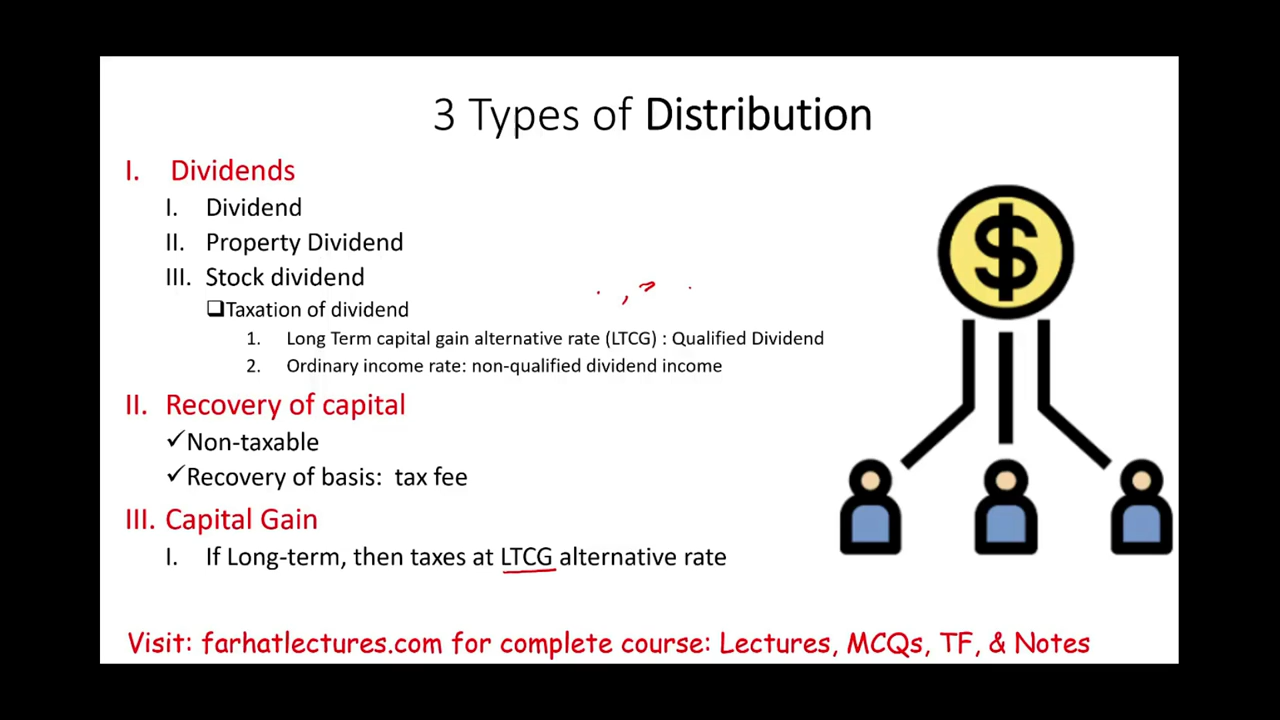 3 Types of Distribution
I. Dividends
I. Dividend
II. Property Dividend
III. Stock dividend
❑Taxation of dividend
1. Long Term capital gain alternative rate (LTCG) : Qualified Dividend
2. Ordinary income rate: non-qualified dividend income
II. Recovery of capital
✓Non-taxable
✓Recovery of basis: tax fee
III. Capital Gain
I. If Long-term, then taxes at LTCG alternative rate
$
Visit: farhatlectures.com for complete course: Lectures, MCQs, TF, & Notes